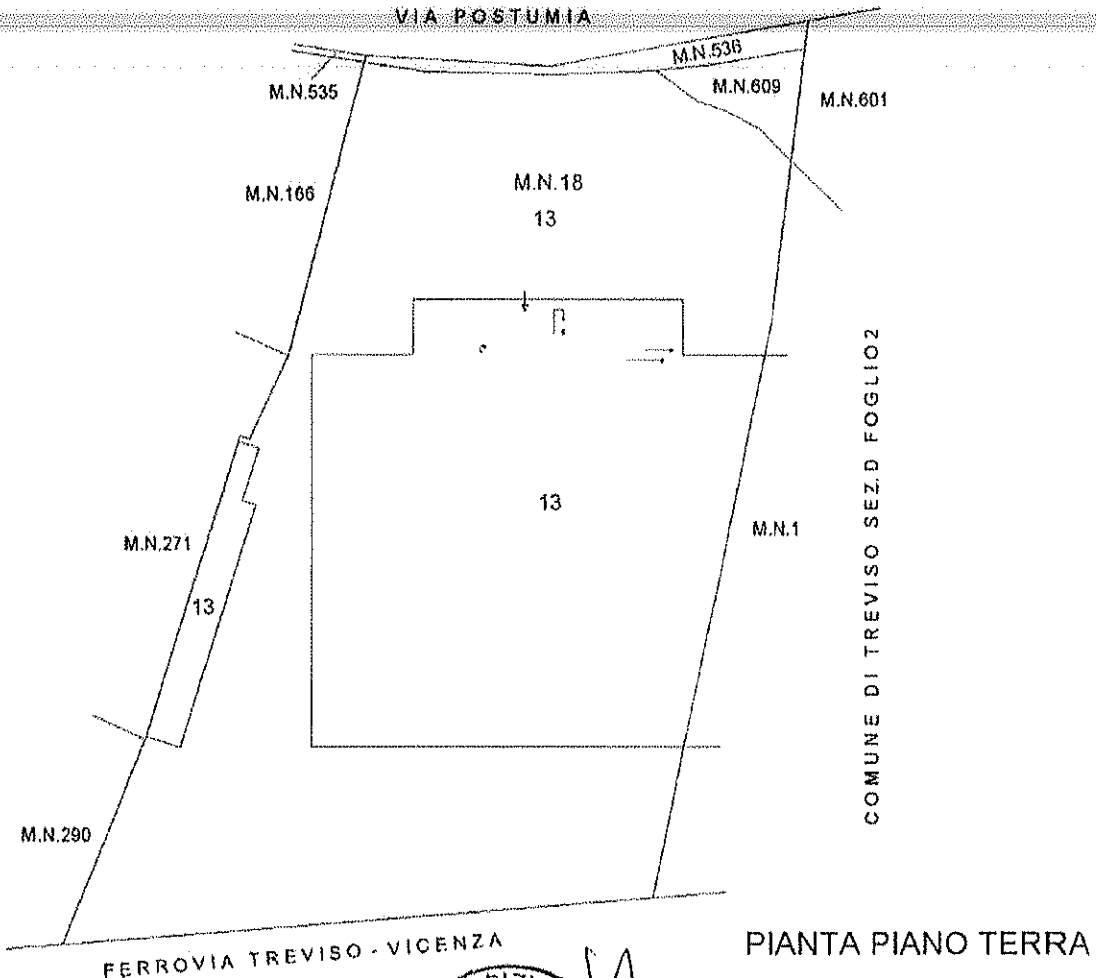 VIA POSTUMIA
M.N.536
M.N.535
M.N.609
M.N.601
M.N.166
M.N.18
13
13
M.N.1
M.N.271
13
COMUNE DI TREVISO SEZ.D FOGLIO2
M.N.290
FERROVIA TREVISO - VICENZA
PIANTA PIANO TERRA